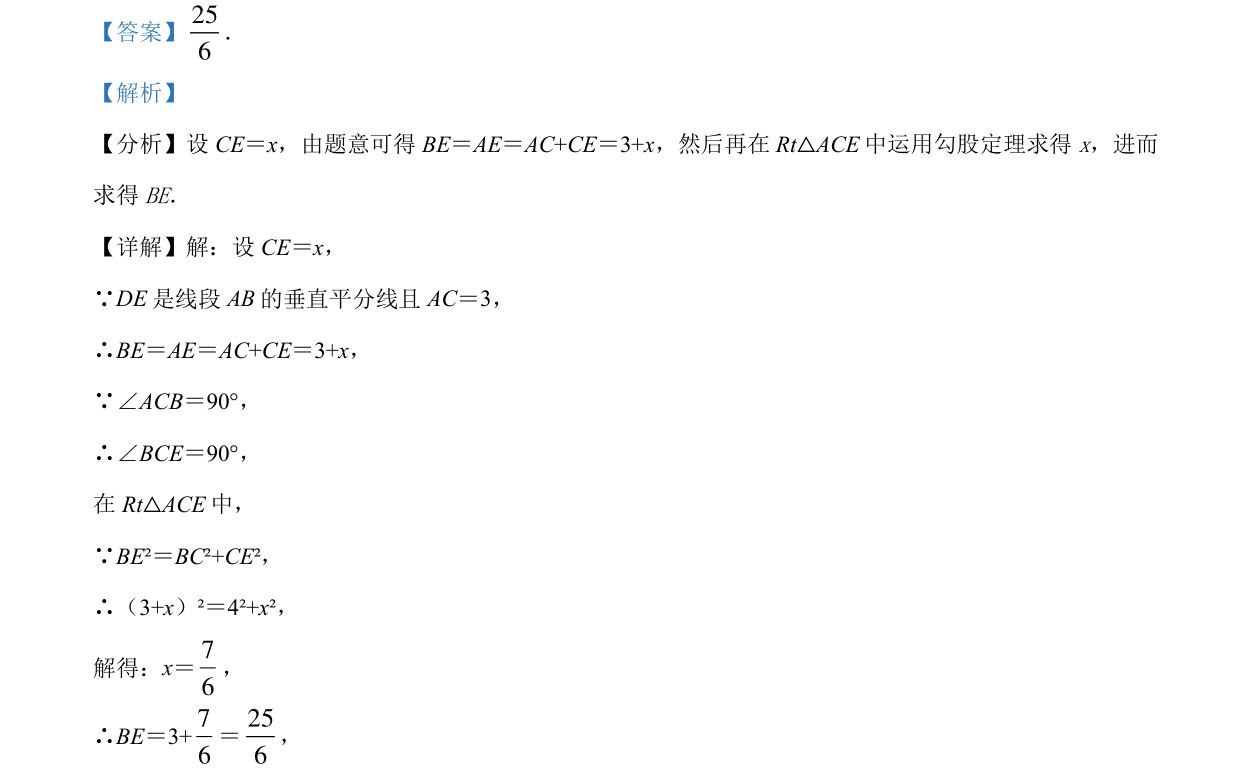 【答案】25/6．
【解析】
【分析】设 CE＝x，由题意可得 BE＝AE＝AC+CE＝3+x，然后再在 Rt△ACE 中运用勾股定理求得 x，进而
求得 BE.
【详解】解：设 CE＝x，
∵DE 是线段 AB 的垂直平分线且 AC＝3，
∴BE＝AE＝AC+CE＝3+x，
∵∠ACB＝90°，
∴∠BCE＝90°，
在 Rt△ACE 中，
∵BE²＝BC²+CE²，
∴（3+x）²＝4²+x²，
解得：x＝7/6，
∴BE＝3+7/6＝25/6，